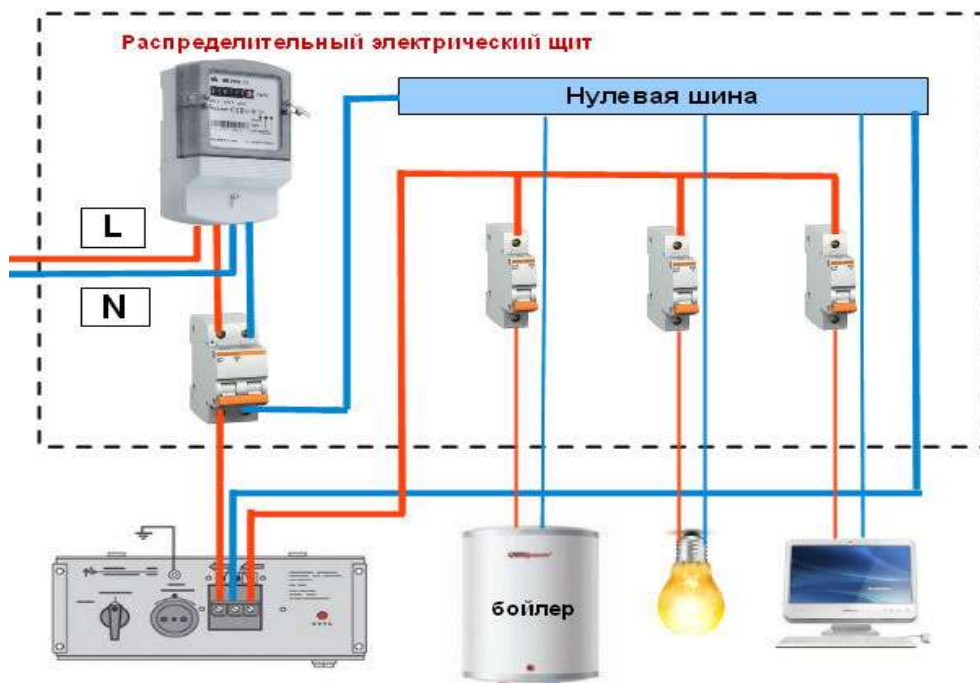 Распределительный электрический щит
Нулевая шина
L
N
бойлер